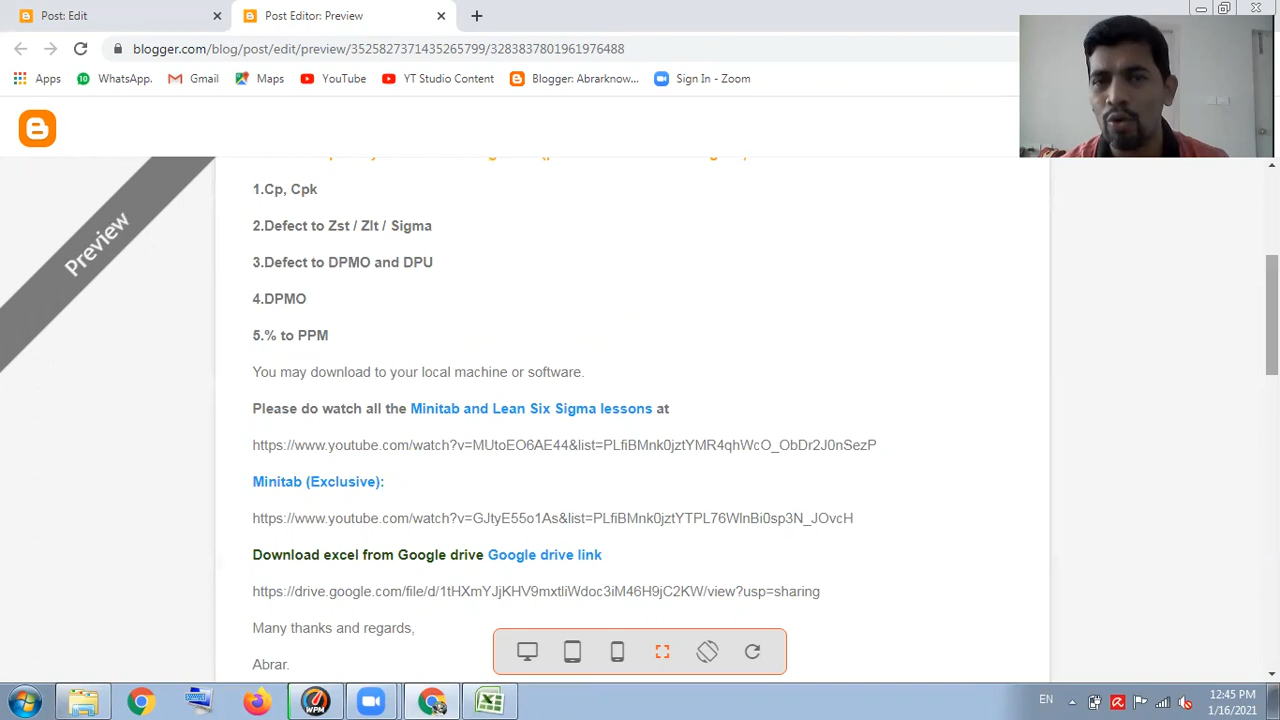 Post: Edit
Post Editor: Preview
blogger.com/blog/post/edit/preview/3525827371435265799/3283837801961976488
Apps
10
WhatsApp.
Gmail
Maps
YouTube
YT Studio Content
Blogger: Abrarknow...
Sign In - Zoom
Preview
1.Cp, Cpk
2.Defect to Zst / Zlt / Sigma
3.Defect to DPMO and DPU
4.DPMO
5.% to PPM
You may download to your local machine or software.
Please do watch all the Minitab and Lean Six Sigma lessons at
https://www.youtube.com/watch?v=MUtoEO6AE44&list=PLfiBMnk0jztYMR4qhWcO_ObDr2J0nSezP
Minitab (Exclusive):
https://www.youtube.com/watch?v=GJtyE55o1As&list=PLfiBMnk0jztYTPL76WlnBi0sp3N_JOvcH
Download excel from Google drive Google drive link
https://drive.google.com/file/d/1tHXmYJjKHV9mxtliWdoc3iM46H9jC2KW/view?usp=sharing
Many thanks and regards,
Abrar.
WPM
EN
12:45 PM
1/16/2021